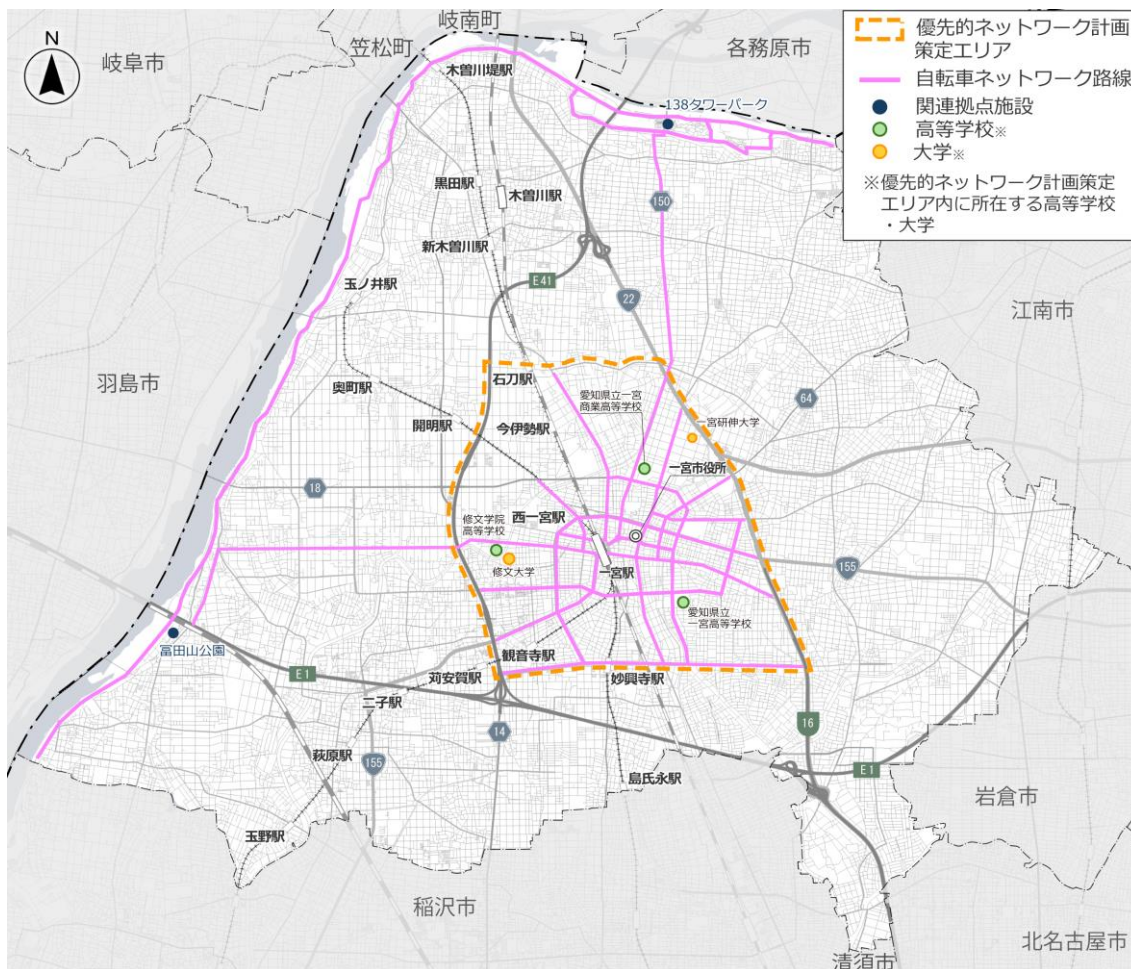 N
岐阜市
笠松町
岐南町
各務原市
優先的ネットワーク計画
策定エリア
自転車ネットワーク路線
関連拠点施設
高等学校※
大学※
※優先的ネットワーク計画策定
エリア内に所在する高等学校
・大学
木曽川堤駅
138タワーパーク
黒田駅
木曽川駅
150
新木曽川駅
玉ノ井駅
E41
22
江南市
羽島市
石刀駅
奥町駅
愛知県立一宮
商業高等学校
64
開明駅
今伊勢駅
一宮研伸大学
一宮市役所
18
西一宮駅
修文学院
高等学校
修文大学
一宮駅
155
愛知県立
一宮高等学校
冨田山公園
観音寺駅
E1
苅安賀駅
妙興寺駅
二子駅
14
16
萩原駅
155
島氏永駅
E1
岩倉市
玉野駅
稲沢市
北名古屋市
清須市